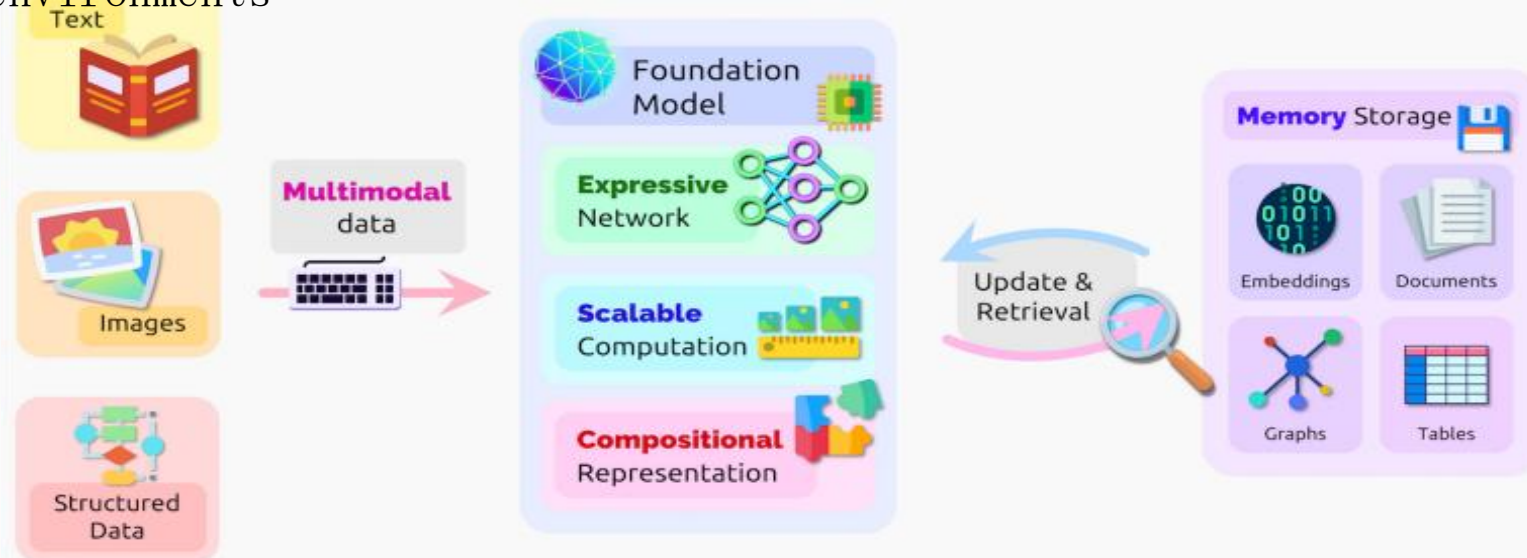 Text
Images
Structured
Data
Multimodal
data
Foundation
Model
Expressive
Network
Scalable
Computation
Compositional
Representation
Update &
Retrieval
Memory Storage
Embeddings
Documents
Graphs
Tables